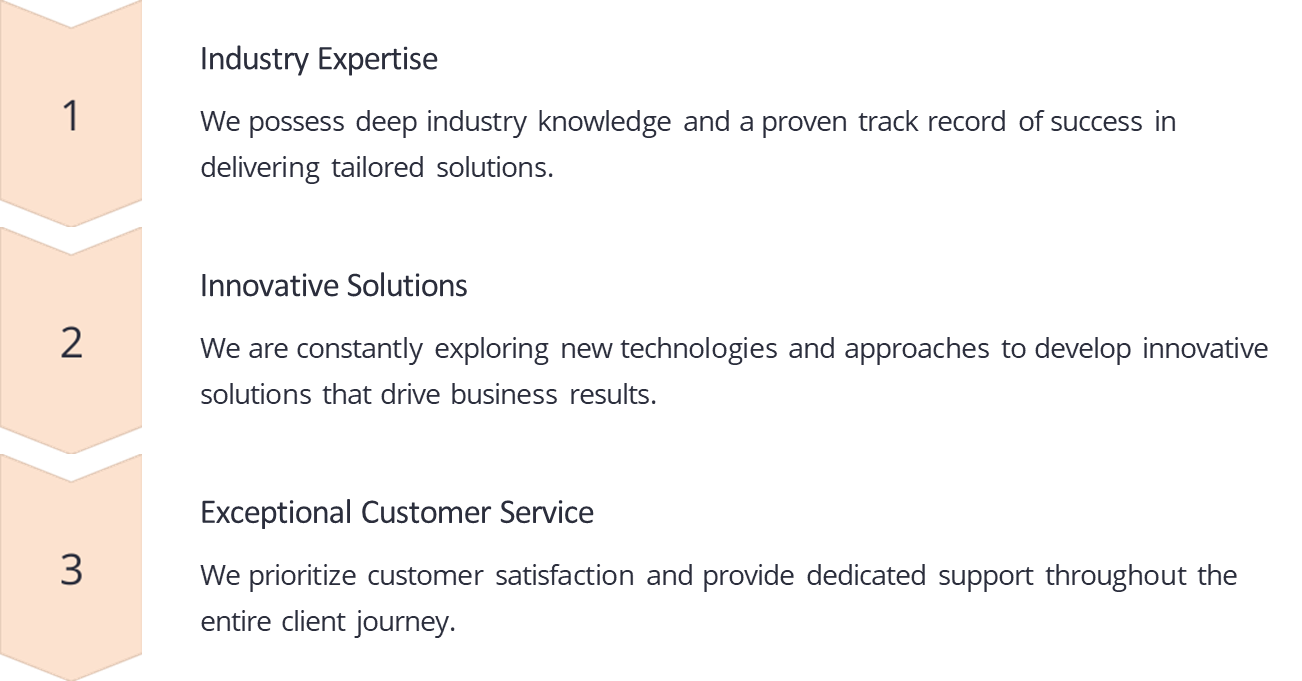 1
Industry Expertise
We possess deep industry knowledge and a proven track record of success in
delivering tailored solutions.
2
Innovative Solutions
We are constantly exploring new technologies and approaches to develop innovative
solutions that drive business results.
3
Exceptional Customer Service
We prioritize customer satisfaction and provide dedicated support throughout the
entire client journey.